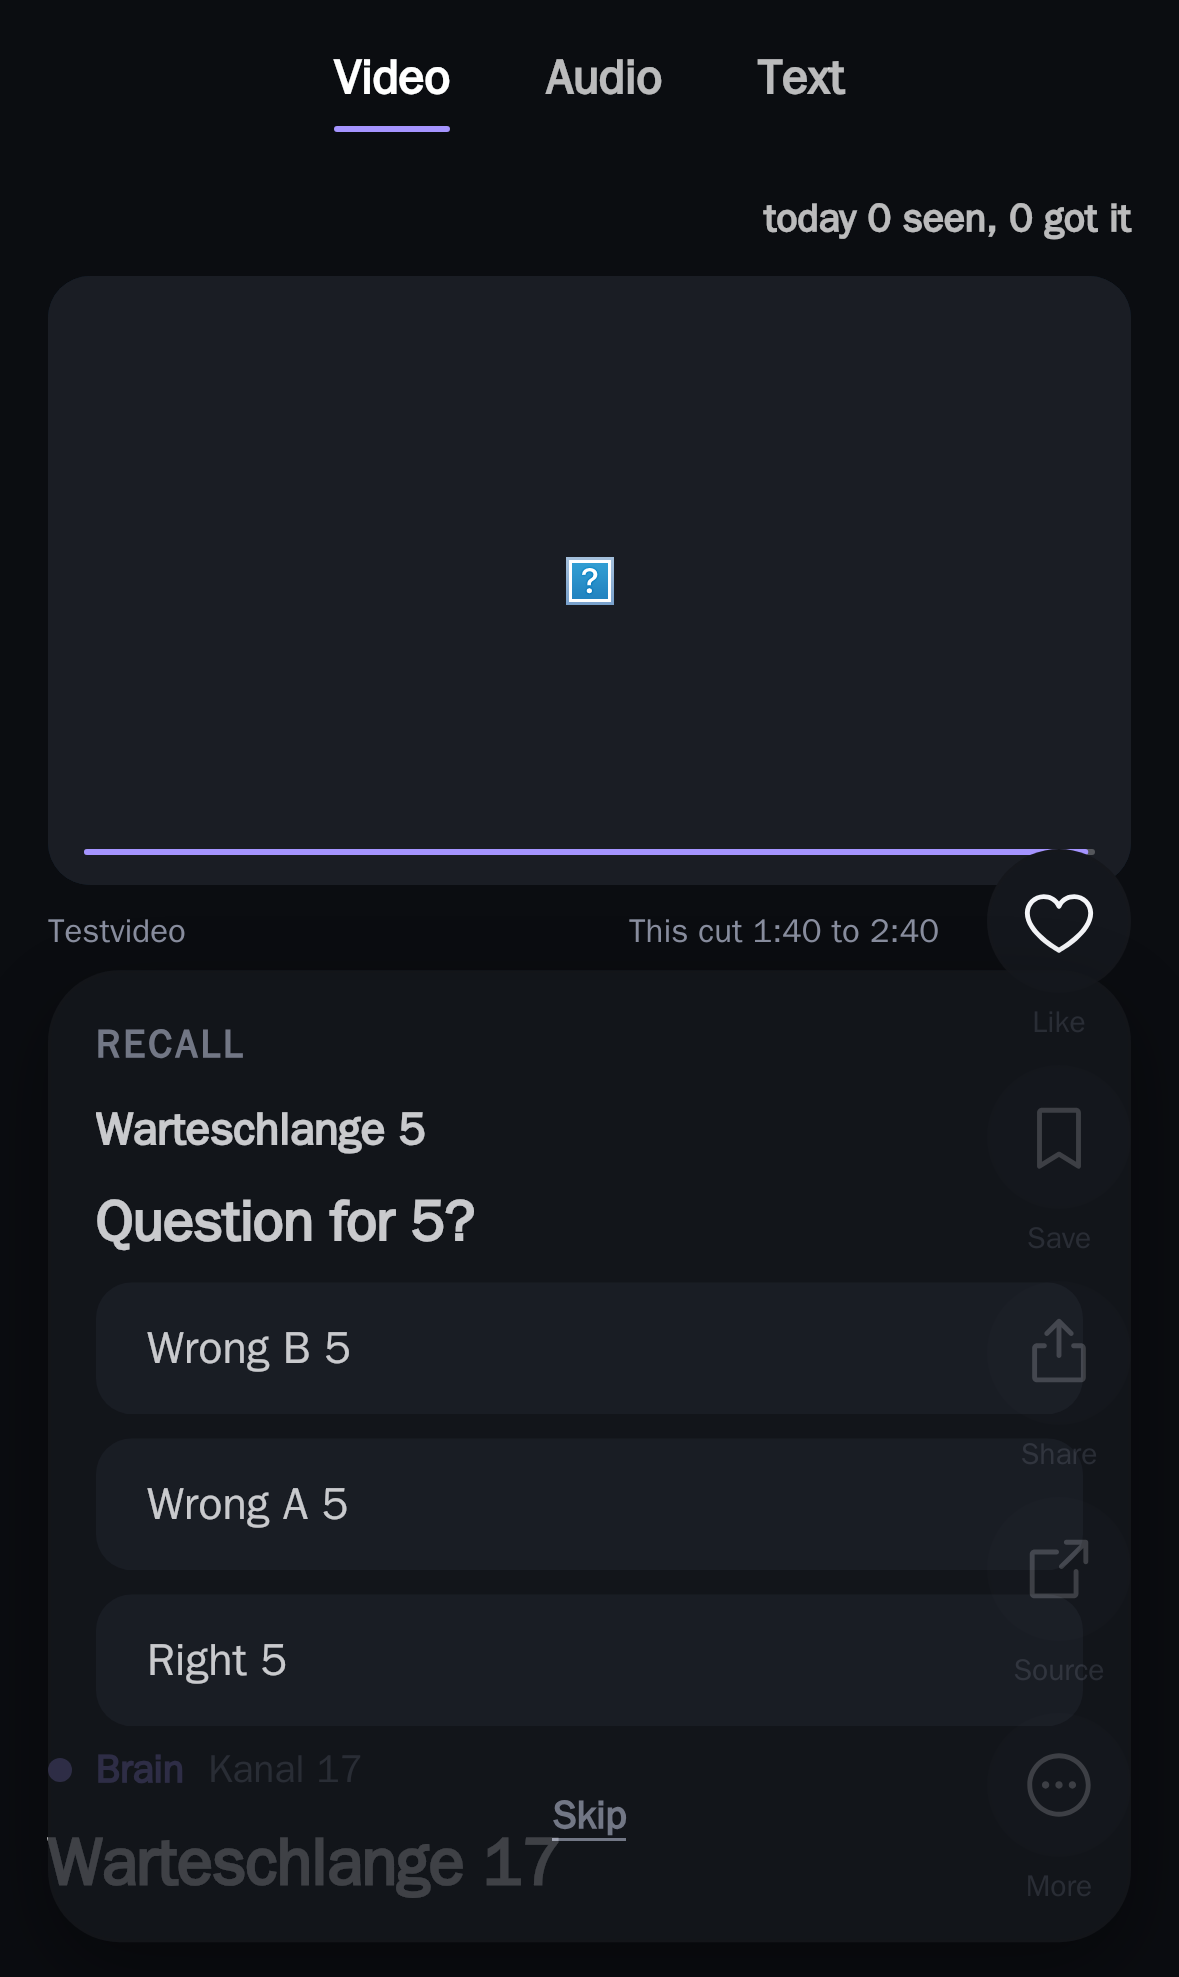 Video Audio Text
today 0 seen, 0 got it
?
Testvideo This cut 1:40 to 2:40
Like
RECALL
Warteschlange 5
Question for 5?
Save
Wrong B 5
Share
Wrong A 5
Right 5
Source
Brain Kanal 17
Skip
Warteschlange 17
More